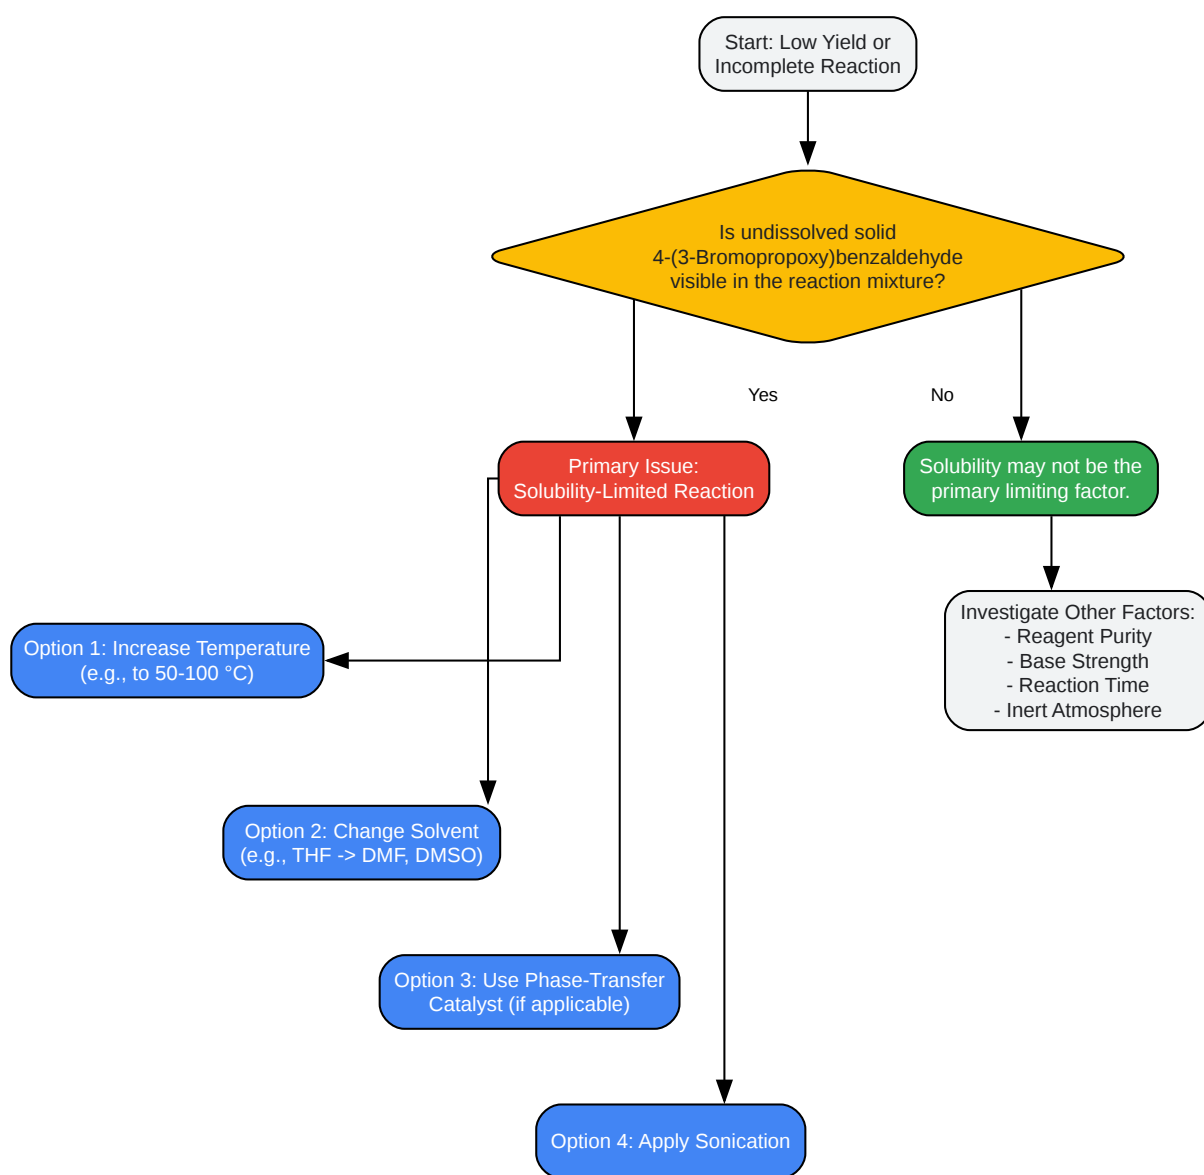 Start: Low Yield or
Incomplete Reaction
Is undissolved solid
4-(3-Bromopropoxy)benzaldehyde
visible in the reaction mixture?
Yes
No
Primary Issue:
Solubility-Limited Reaction
Solubility may not be the
primary limiting factor.
Investigate Other Factors:
- Reagent Purity
- Base Strength
- Reaction Time
- Inert Atmosphere
Option 1: Increase Temperature
(e.g., to 50-100 °C)
Option 2: Change Solvent
(e.g., THF -> DMF, DMSO)
Option 3: Use Phase-Transfer
Catalyst (if applicable)
Option 4: Apply Sonication